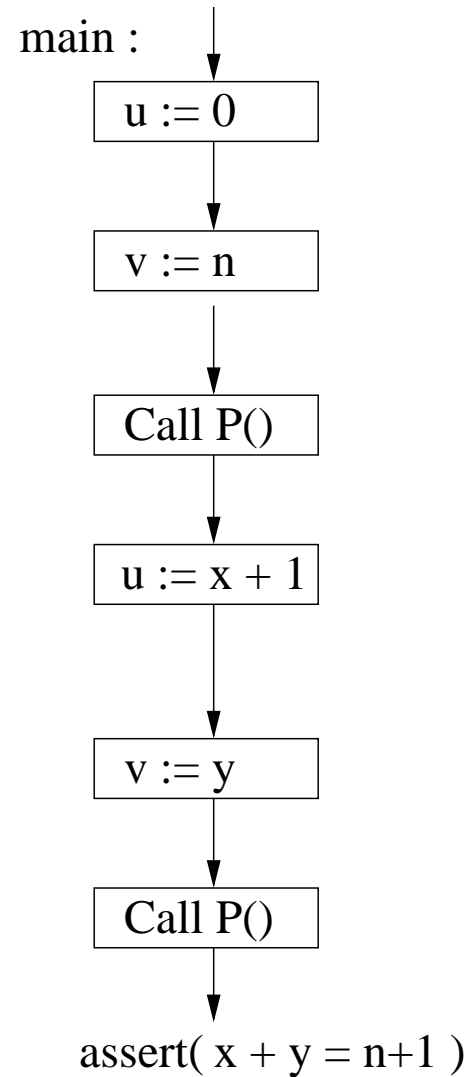 main :
u := 0
v := n
Call P()
u := x + 1
v := y
Call P()
assert( x + y = n+1 )